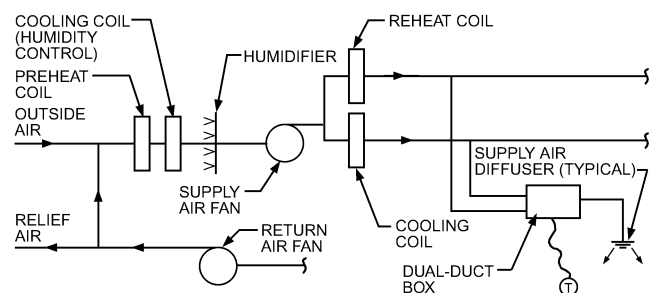 COOLING COIL
(HUMIDITY
CONTROL)
PREHEAT
COIL
OUTSIDE
AIR
HUMIDIFIER
REHEAT COIL
SUPPLY
AIR FAN
SUPPLY AIR
DIFFUSER (TYPICAL)
RELIEF
AIR
RETURN
AIR FAN
COOLING
COIL
DUAL-DUCT
BOX
T